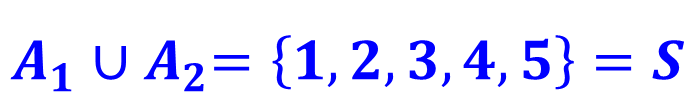 A₁ ∪ A₂= {1, 2, 3, 4, 5} = S